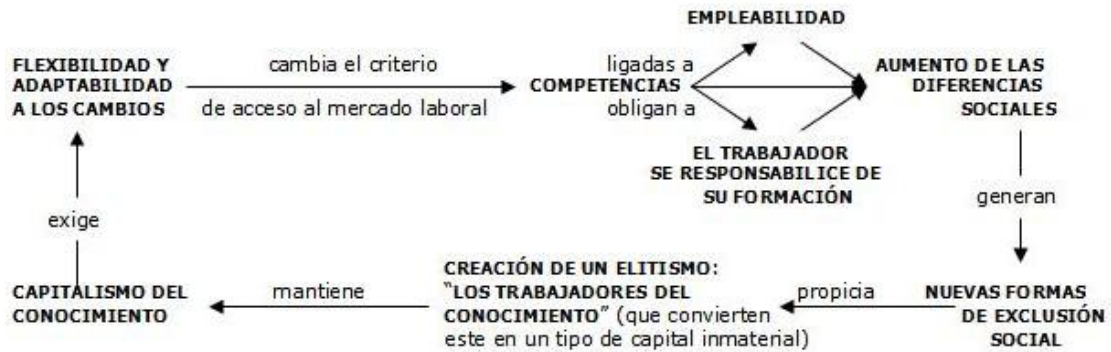 EMPLEABILIDAD
FLEXIBILIDAD Y
ADAPTABILIDAD
A LOS CAMBIOS
cambia el criterio
de acceso al mercado laboral
ligadas a
COMPETENCIAS
obligan a
AUMENTO DE LAS
DIFERENCIAS
SOCIALES
EL TRABAJADOR
SE RESPONSABILICE DE
SU FORMACIÓN
generan
exige
CAPITALISMO DEL
CONOCIMIENTO
mantiene
CREACIÓN DE UN ELITISMO:
"LOS TRABAJADORES DEL
CONOCIMIENTO" (que convierten
este en un tipo de capital inmaterial)
propicia
NUEVAS FORMAS
DE EXCLUSIÓN
SOCIAL